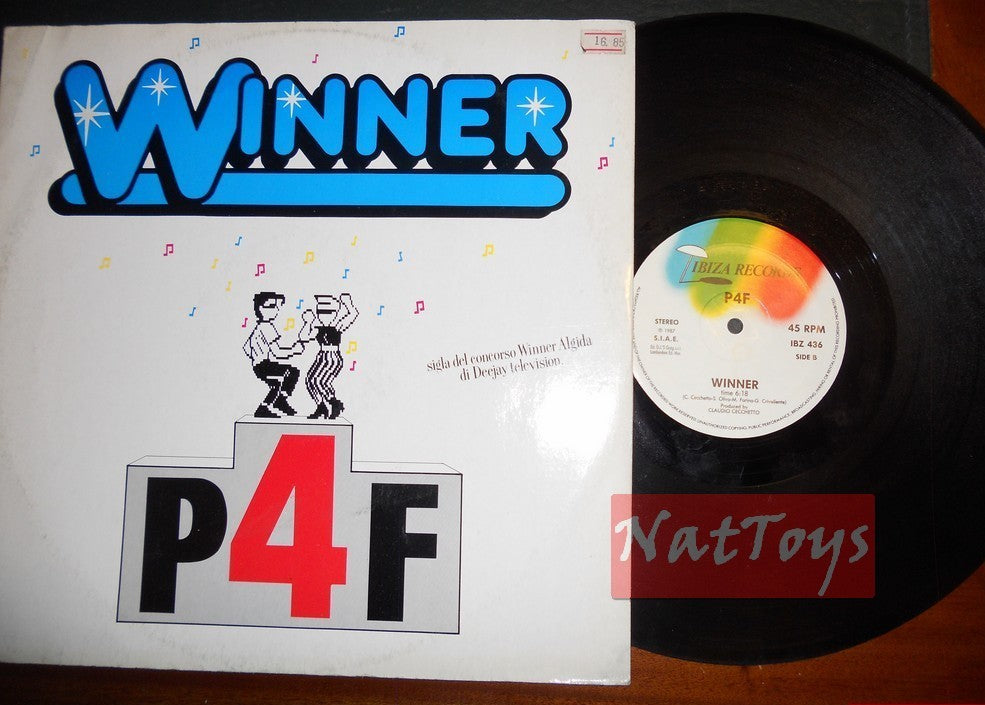 WINNER
16. 85
sigla del concorso Winner Algida
di Deejay television.
P4F
IBIZA RECORDS
P4F
STEREO
℗ 1987
S.I.A.E.
45 RPM
IBZ 436
SIDE B
WINNER
time 6:18
Produced by
CLAUDIO CECCHETTO
NatToys